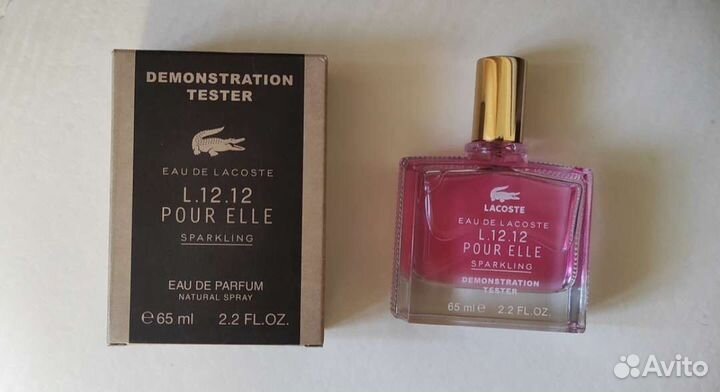 DEMONSTRATION
TESTER
EAU DE LACOSTE
L.12.12
POUR ELLE
SPARKLING
EAU DE PARFUM
NATURAL SPRAY
℮ 65 ml 2.2 FL.OZ.
LACOSTE
EAU DE LACOSTE
L.12.12
POUR ELLE
SPARKLING
DEMONSTRATION
TESTER
65 ml ℮ 2.2 FL.OZ.
Avito